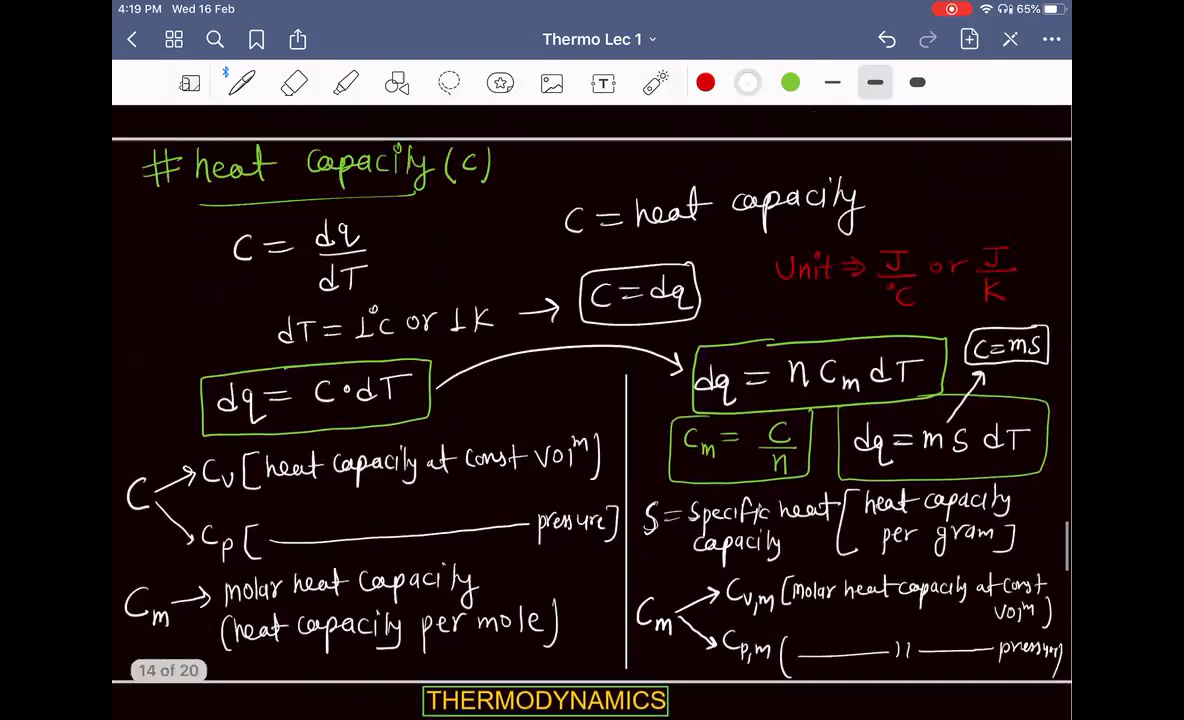 4:19 PM Wed 16 Feb
65%
Thermo Lec 1
T
# heat capacity (c)
C = dq/dT
C = heat capacity
Unit ⇒ J/°C or J/K
dT = 1°C or 1K → C = dq
dq = C·dT
dq = n Cm dT
C = ms
Cm = C/n
dq = m S dT
C → Cv [heat capacity at const volm]
→ Cp [ ——— pressure]
Cm → molar heat capacity
(heat capacity per mole)
S = specific heat capacity [heat capacity per gram]
Cm → Cv,m [molar heat capacity at const volm]
→ Cp,m ( ——— 11 ——— pressure)
14 of 20
THERMODYNAMICS